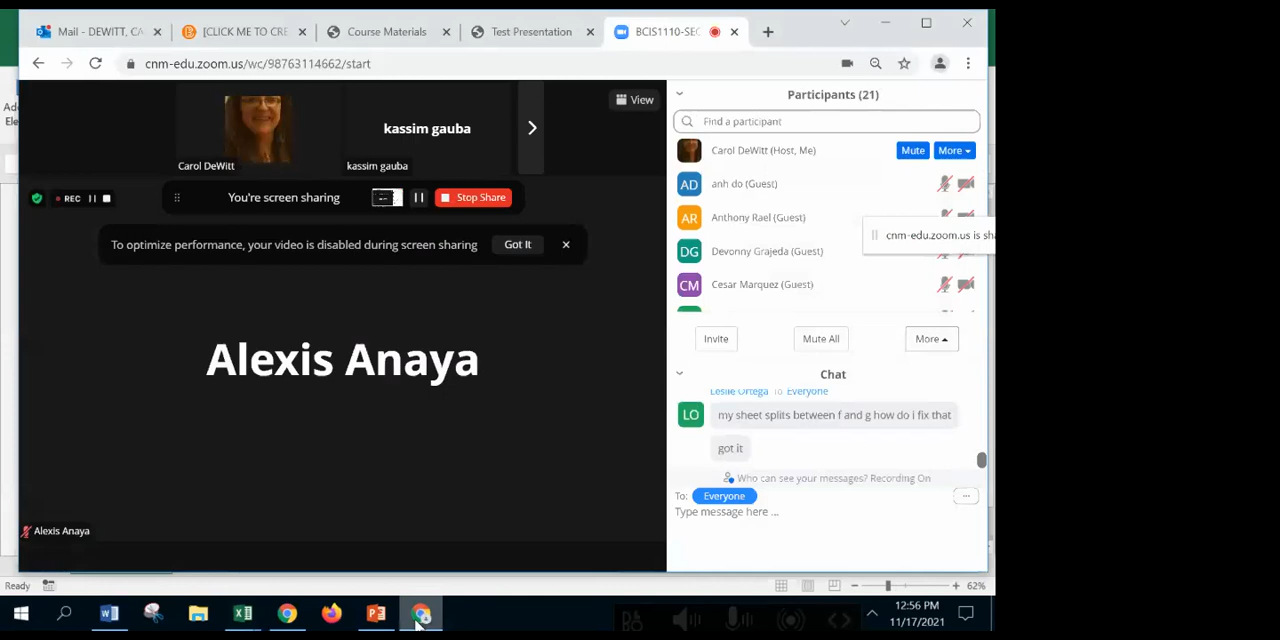 Mail - DEWITT, CA
[CLICK ME TO CRE
Course Materials
Test Presentation
BCIS1110-SEC
cnm-edu.zoom.us/wc/98763114662/start
View
kassim gauba
Carol DeWitt
kassim gauba
REC
You're screen sharing
Stop Share
To optimize performance, your video is disabled during screen sharing
Got It
Alexis Anaya
Alexis Anaya
Participants (21)
Find a participant
Carol DeWitt (Host, Me)
Mute
More
AD
anh do (Guest)
AR
Anthony Rael (Guest)
cnm-edu.zoom.us is sha
DG
Devonny Grajeda (Guest)
CM
Cesar Marquez (Guest)
Invite
Mute All
More
Chat
Leslie Ortega To Everyone
LO
my sheet splits between f and g how do i fix that
got it
Who can see your messages? Recording On
To: Everyone
Type message here ...
Ade
Ele
Ready
62%
12:56 PM
11/17/2021